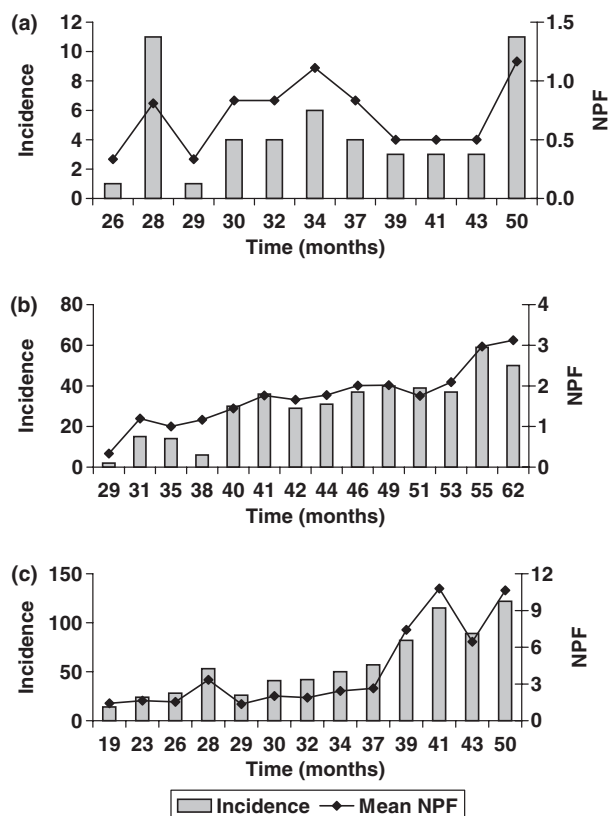 (a)
12
10
8
6
4
2
0
Incidence
1.5
1.0
0.5
0.0
NPF
26 28 29 30 32 34 37 39 41 43 50
Time (months)
(b)
80
60
40
20
0
Incidence
4
3
2
1
0
NPF
29 31 35 38 40 41 42 44 46 49 51 53 55 62
Time (months)
(c)
150
100
50
0
Incidence
12
9
6
3
0
NPF
19 23 26 28 29 30 32 34 37 39 41 43 50
Time (months)
Incidence Mean NPF